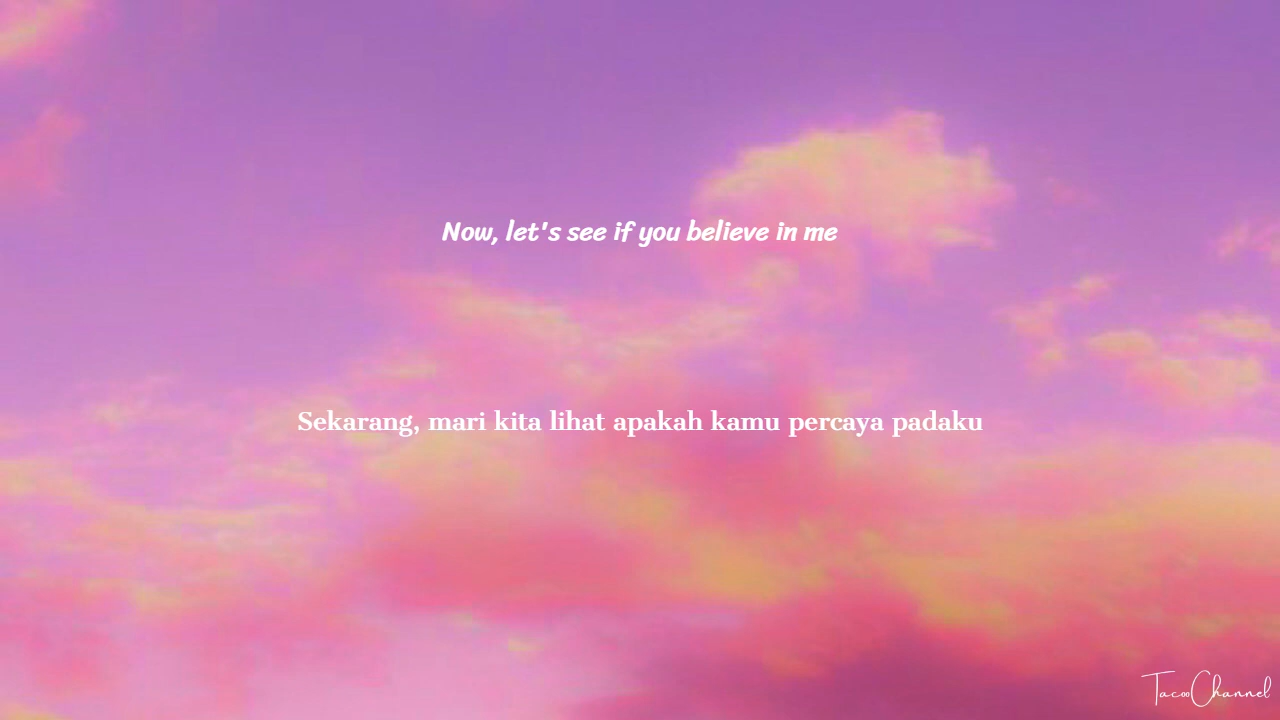 Now, let's see if you believe in me
Sekarang, mari kita lihat apakah kamu percaya padaku
TacooChannel